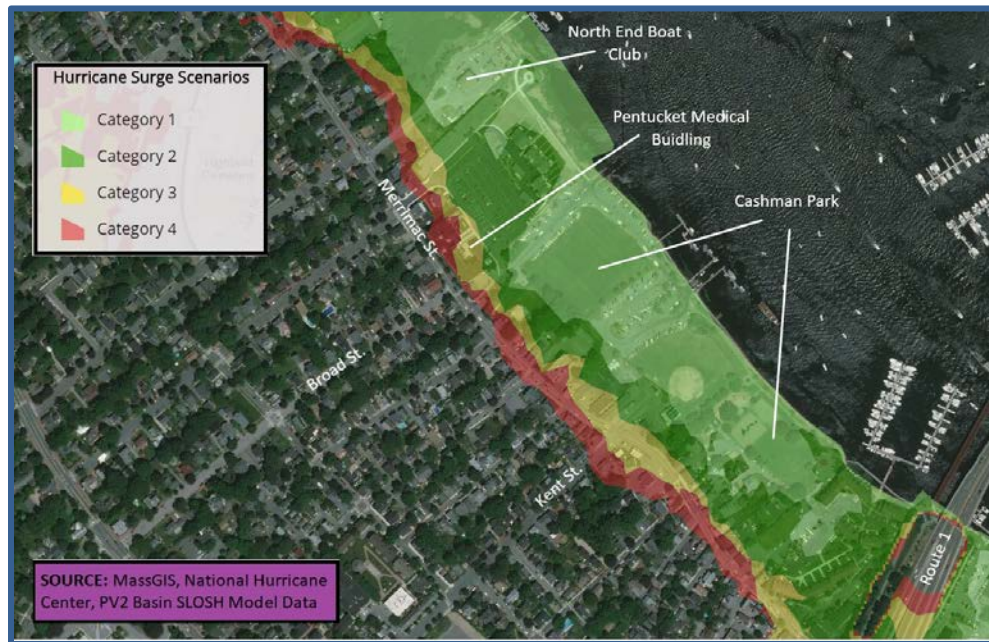 Hurricane Surge Scenarios
Category 1
Category 2
Category 3
Category 4
North End Boat
Club
Pentucket Medical
Buidling
Cashman Park
Merrimac St.
Broad St.
Kent St.
Route 1
SOURCE: MassGIS, National Hurricane
Center, PV2 Basin SLOSH Model Data